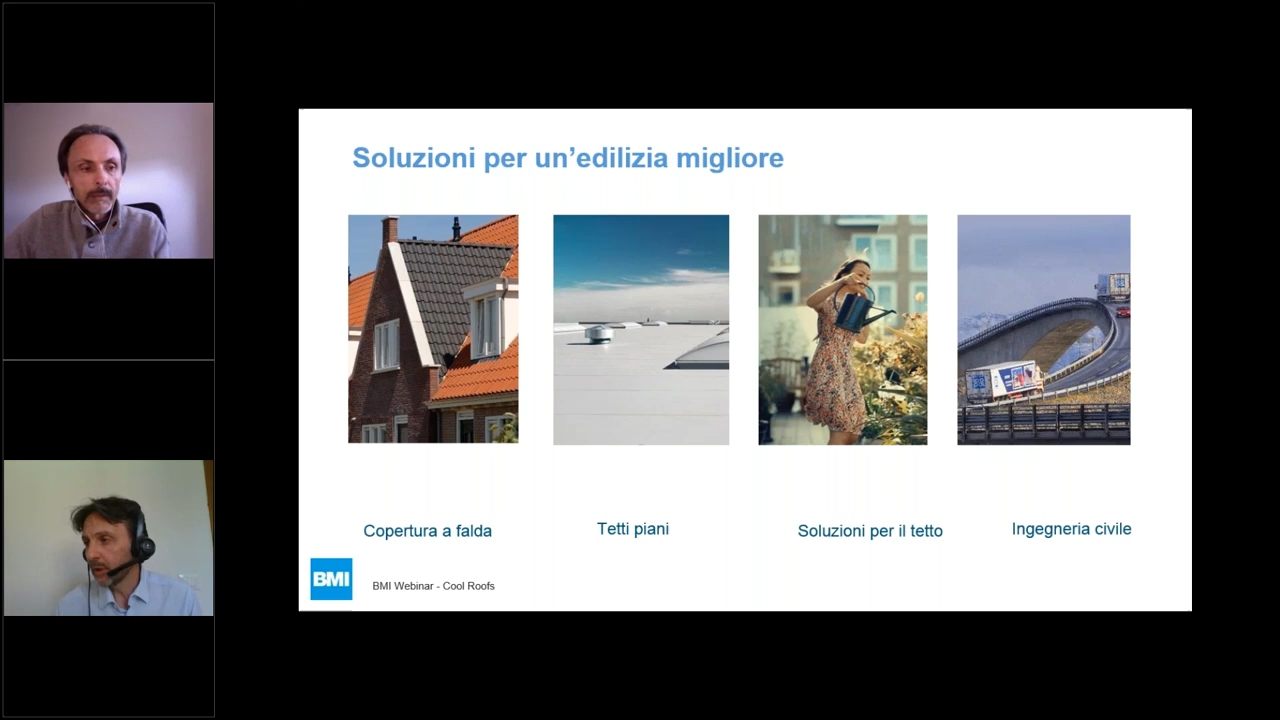 Soluzioni per un’edilizia migliore
Copertura a falda
Tetti piani
Soluzioni per il tetto
Ingegneria civile
BMI
BMI Webinar - Cool Roofs